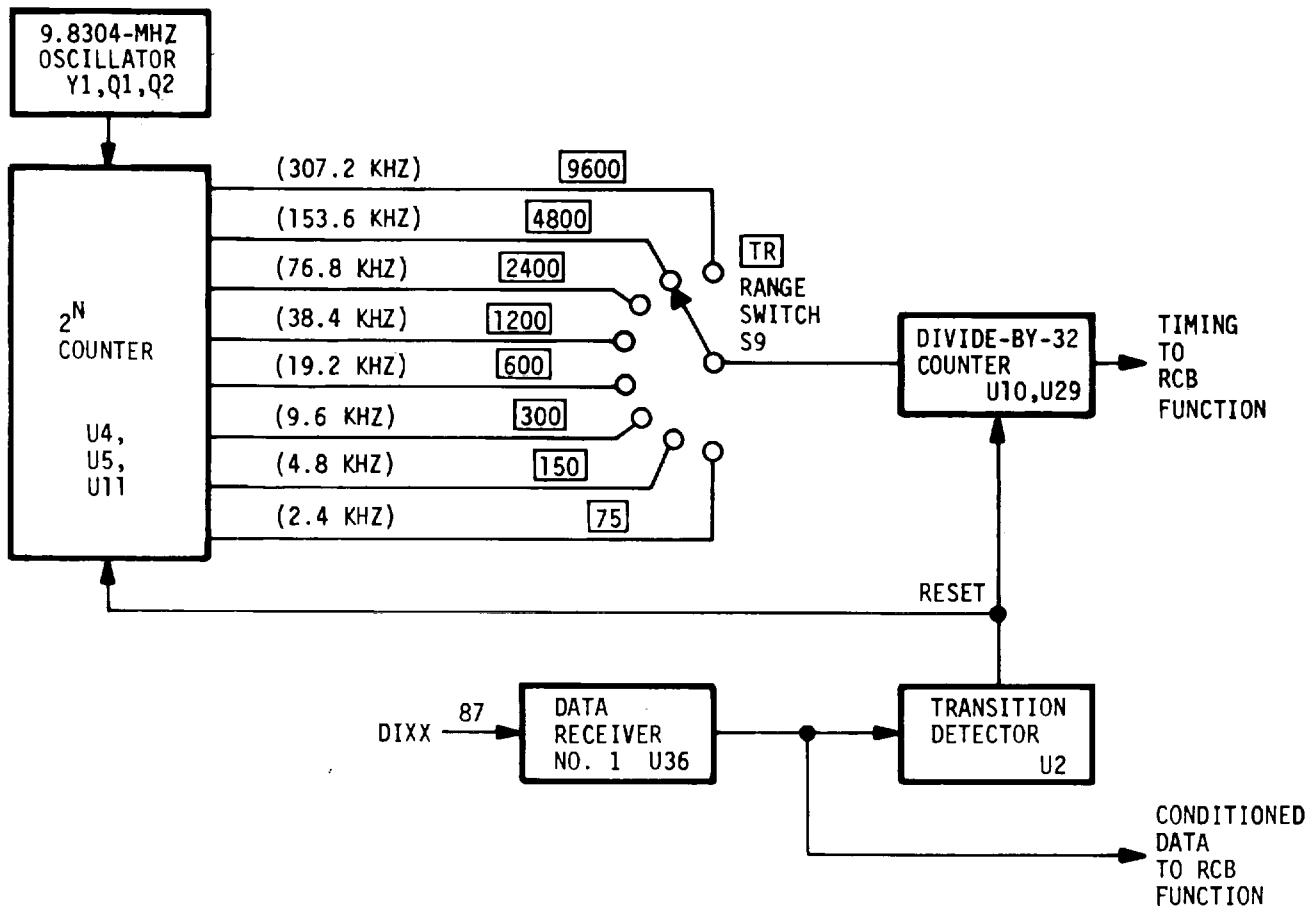 9.8304-MHZ
OSCILLATOR
Y1,Q1,Q2
(307.2 KHZ) 9600
(153.6 KHZ) 4800
(76.8 KHZ) 2400
(38.4 KHZ) 1200
(19.2 KHZ) 600
(9.6 KHZ) 300
(4.8 KHZ) 150
(2.4 KHZ) 75
2N
COUNTER
U4,
U5,
U11
TR
RANGE
SWITCH
S9
DIVIDE-BY-32
COUNTER
U10,U29
TIMING
TO
RCB
FUNCTION
RESET
DIXX 87
DATA
RECEIVER
NO. 1 U36
TRANSITION
DETECTOR
U2
CONDITIONED
DATA
TO RCB
FUNCTION